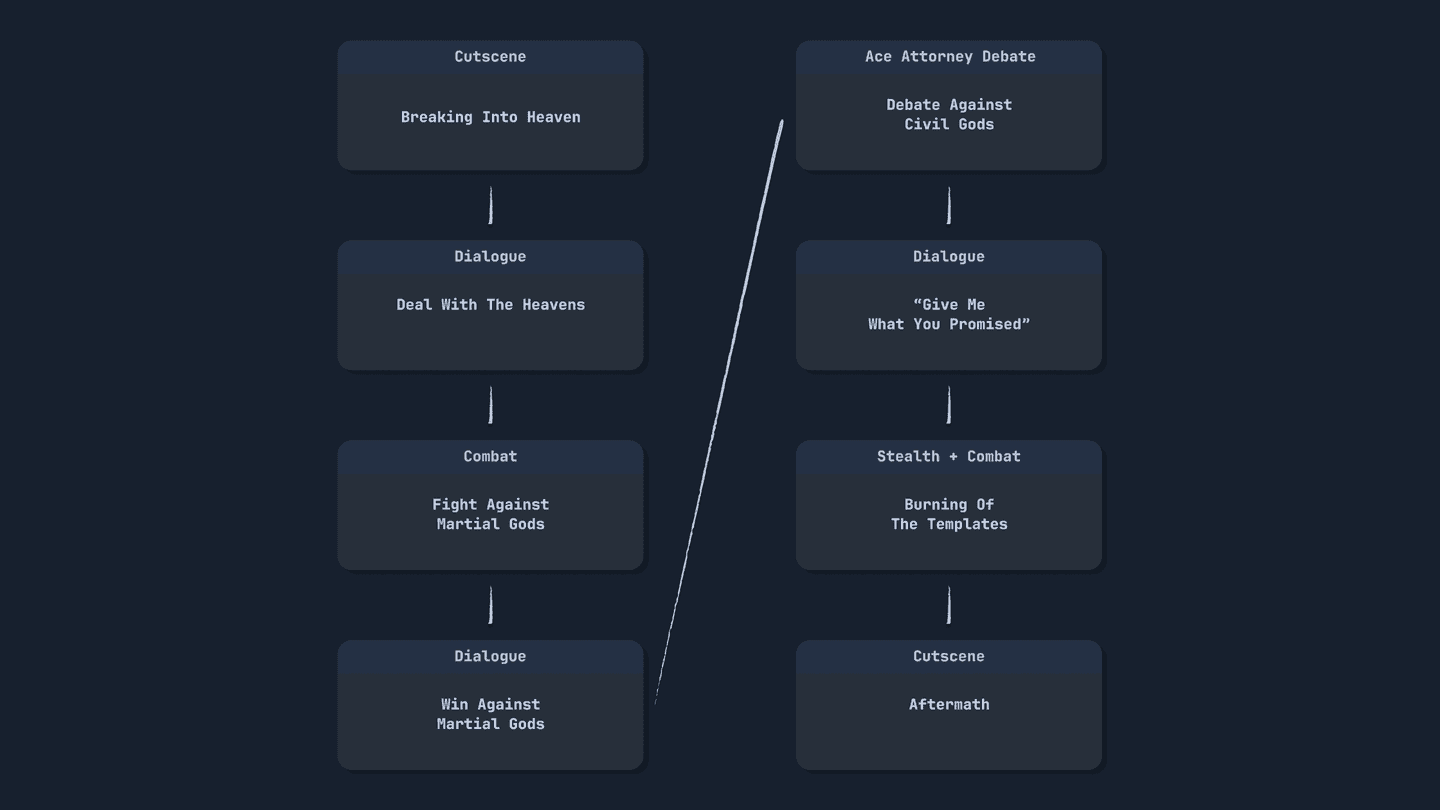 Cutscene
Breaking Into Heaven
Dialogue
Deal With The Heavens
Combat
Fight Against
Martial Gods
Dialogue
Win Against
Martial Gods
Ace Attorney Debate
Debate Against
Civil Gods
Dialogue
“Give Me
What You Promised”
Stealth + Combat
Burning Of
The Templates
Cutscene
Aftermath